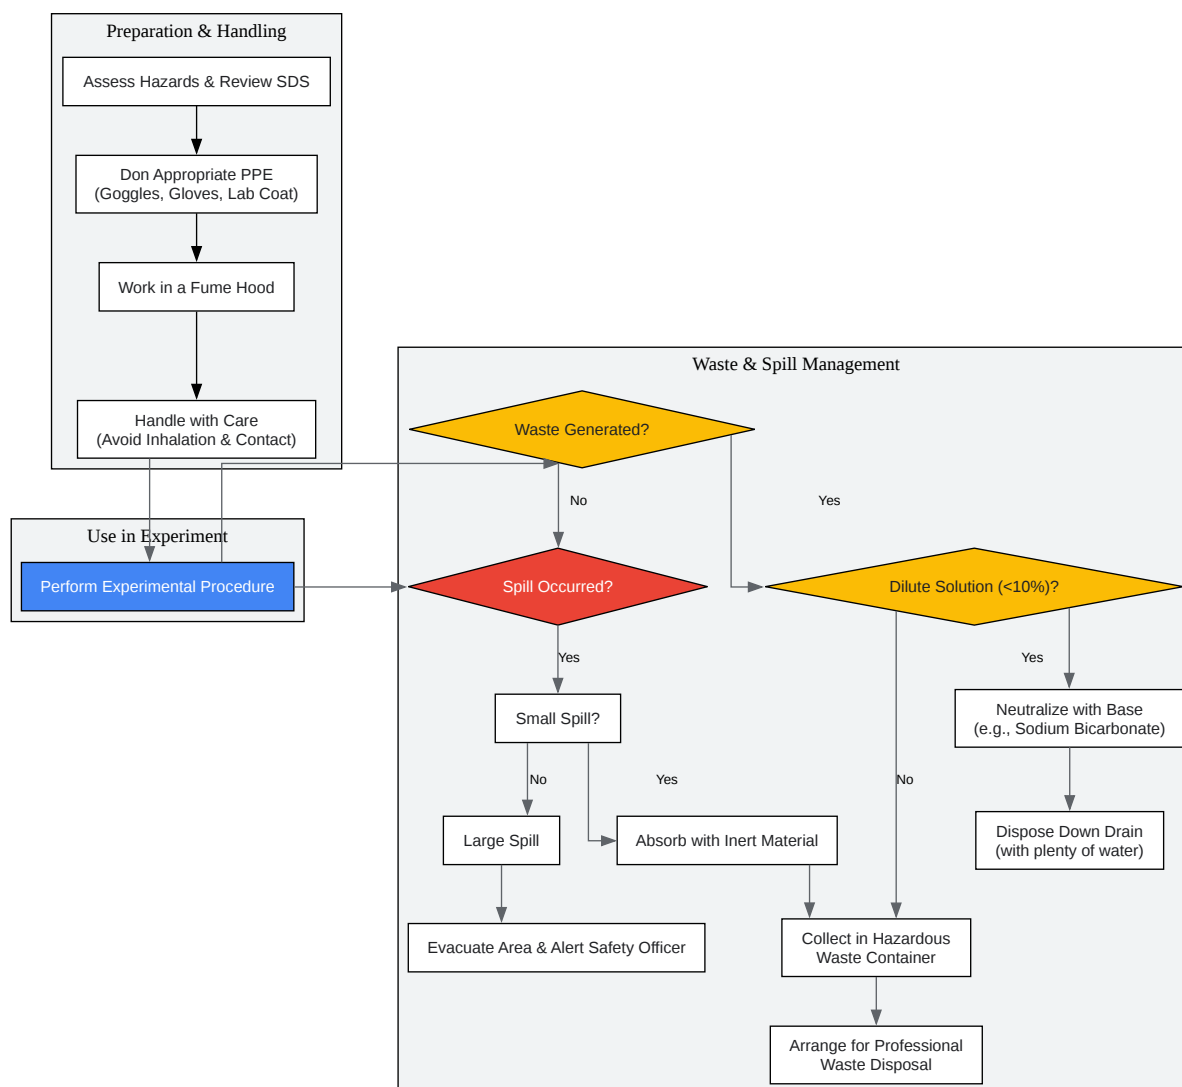 Preparation & Handling
Assess Hazards & Review SDS
Don Appropriate PPE
(Goggles, Gloves, Lab Coat)
Work in a Fume Hood
Handle with Care
(Avoid Inhalation & Contact)
Use in Experiment
Perform Experimental Procedure
Waste & Spill Management
Waste Generated?
No
Yes
Spill Occurred?
Dilute Solution (<10%)?
Yes
Yes
Small Spill?
Neutralize with Base
(e.g., Sodium Bicarbonate)
No
Yes
No
Large Spill
Absorb with Inert Material
Dispose Down Drain
(with plenty of water)
Evacuate Area & Alert Safety Officer
Collect in Hazardous
Waste Container
Arrange for Professional
Waste Disposal